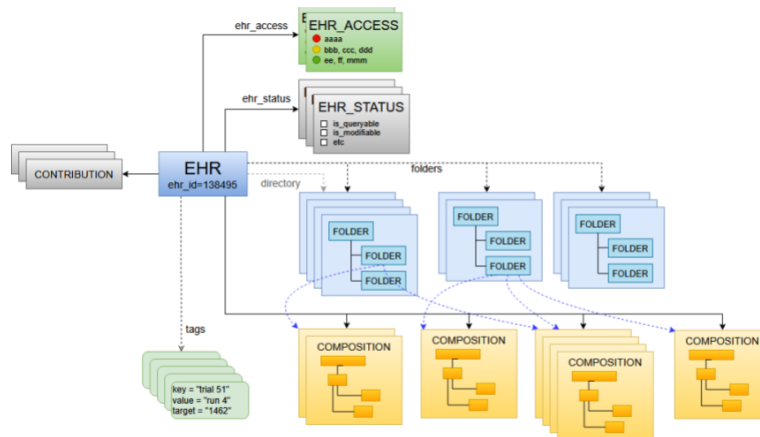 ehr_access
E
EHR_ACCESS
aaaa
bbb, ccc, ddd
ee, ff, mmm
ehr_status
EHR_STATUS
is_queryable
is_modifiable
etc
CONTRIBUTION
EHR
ehr_id=138495
folders
directory
FOLDER
FOLDER
FOLDER
FOLDER
FOLDER
FOLDER
FOLDER
FOLDER
FOLDER
tags
COMPOSITION
COMPOSITION
COMPOSITION
COMPOSITION
key = "trial 51"
value = "run 4"
target = "1462"